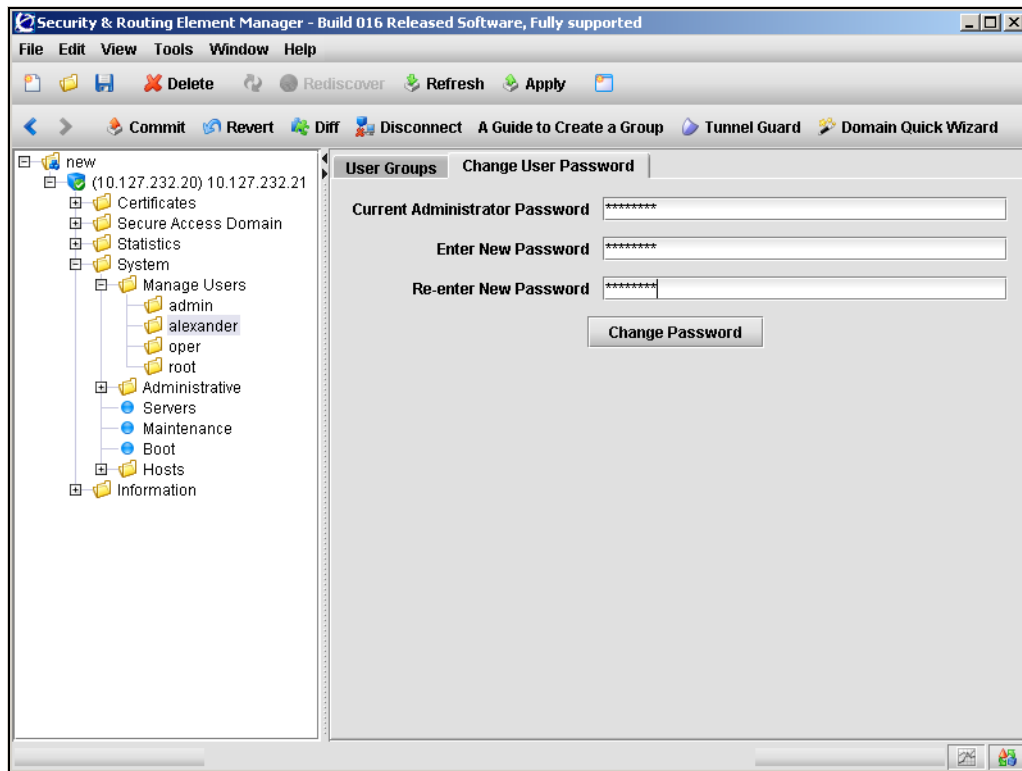 Security & Routing Element Manager - Build 016 Released Software, Fully supported
File Edit View Tools Window Help
Delete Rediscover Refresh Apply
Commit Revert Diff Disconnect A Guide to Create a Group Tunnel Guard Domain Quick Wizard
new
(10.127.232.20) 10.127.232.21
Certificates
Secure Access Domain
Statistics
System
Manage Users
admin
alexander
oper
root
Administrative
Servers
Maintenance
Boot
Hosts
Information
User Groups Change User Password
Current Administrator Password ********
Enter New Password ********
Re-enter New Password ********
Change Password